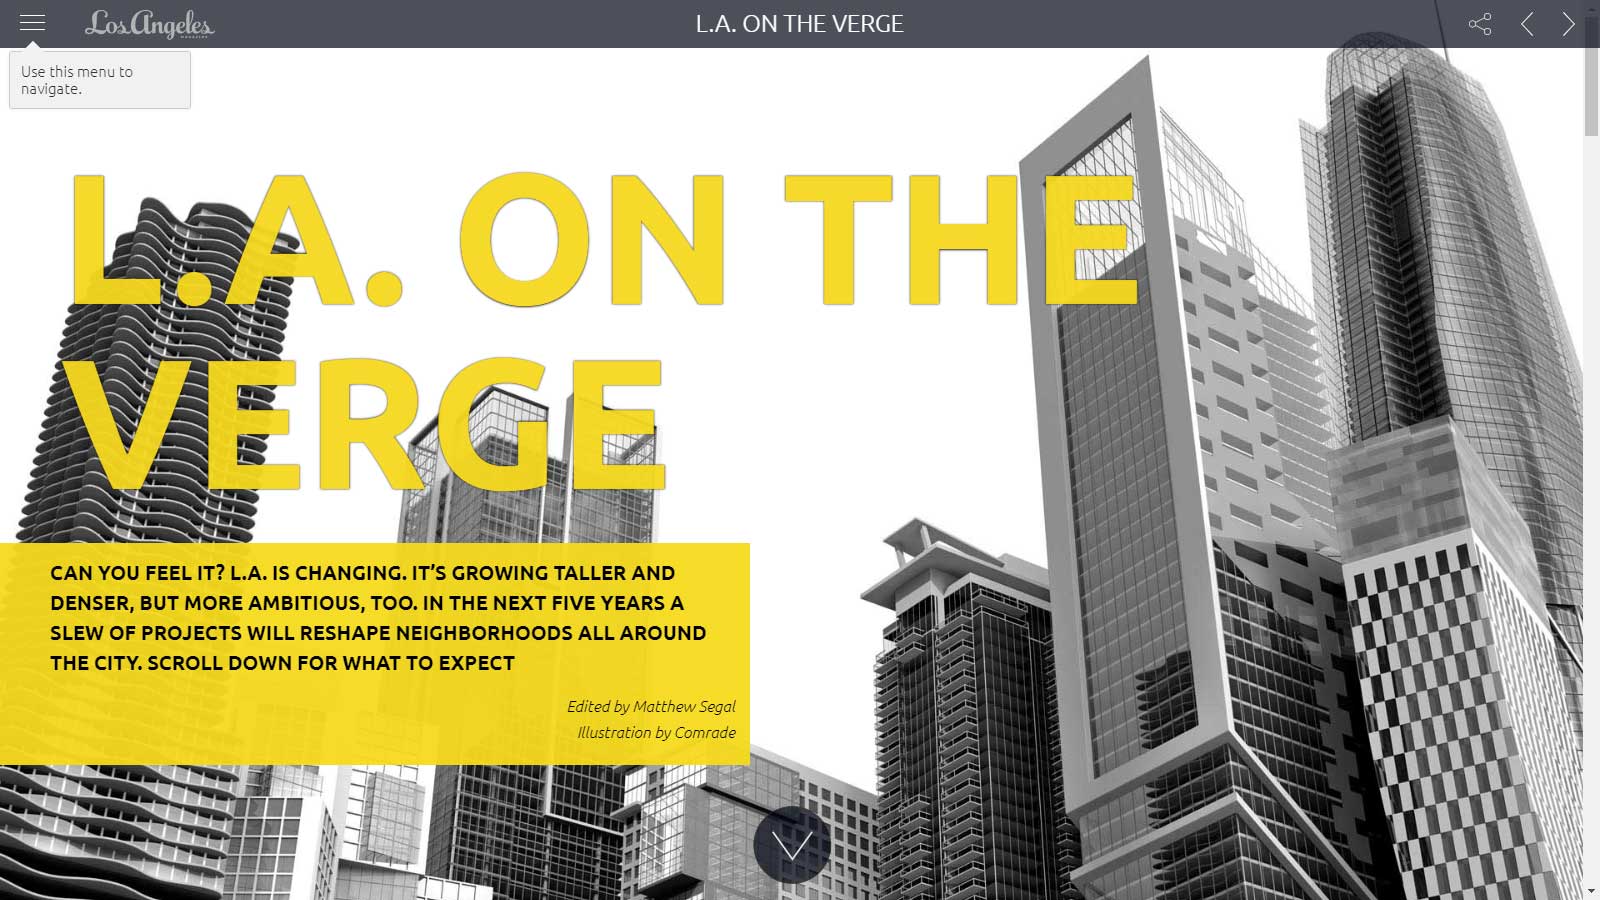 Los Angeles
MAGAZINE
L.A. ON THE VERGE
Use this menu to
navigate.
L.A. ON THE
VERGE
CAN YOU FEEL IT? L.A. IS CHANGING. IT’S GROWING TALLER AND
DENSER, BUT MORE AMBITIOUS, TOO. IN THE NEXT FIVE YEARS A
SLEW OF PROJECTS WILL RESHAPE NEIGHBORHOODS ALL AROUND
THE CITY. SCROLL DOWN FOR WHAT TO EXPECT
Edited by Matthew Segal
Illustration by Comrade